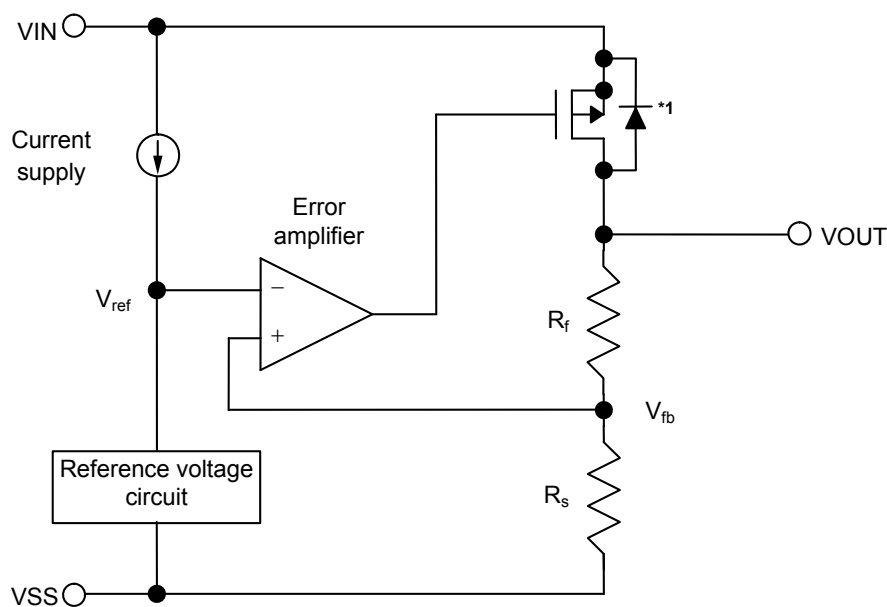 VIN
*1
Current
supply
Error
amplifier
VOUT
Vref
−
+
Rf
Vfb
Reference voltage
circuit
Rs
VSS